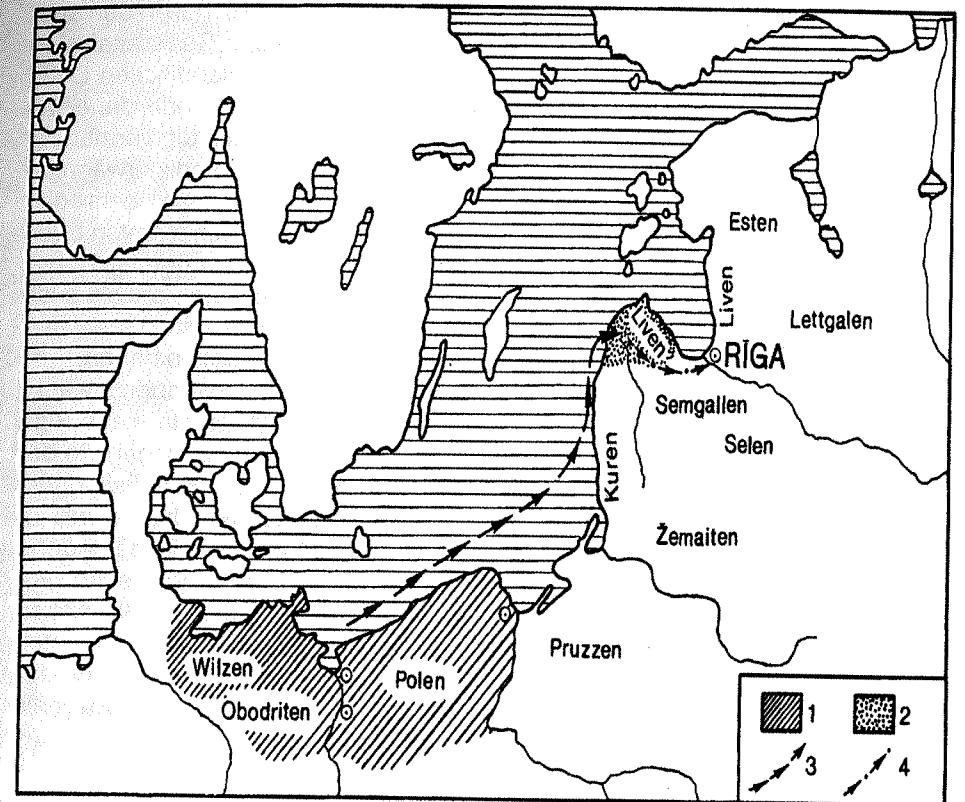 Esten
Liven
Lettgalen
Liven
RĪGA
Semgallen
Selen
Kuren
Žemaiten
Pruzzen
Wilzen
Polen
Obodriten
1
2
3
4